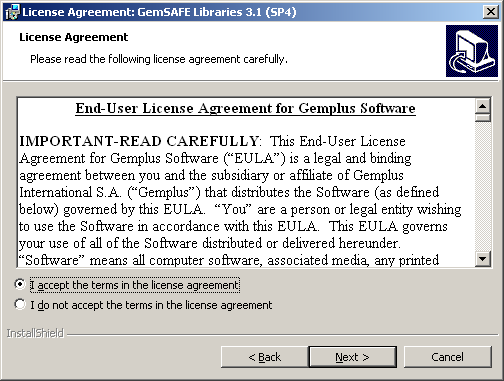 License Agreement: GemSAFE Libraries 3.1 (SP4)
License Agreement
Please read the following license agreement carefully.
End-User License Agreement for Gemplus Software
IMPORTANT-READ CAREFULLY: This End-User License
Agreement for Gemplus Software (“EULA”) is a legal and binding
agreement between you and the subsidiary or affiliate of Gemplus
International S.A. (“Gemplus”) that distributes the Software (as defined
below) governed by this EULA. “You” are a person or legal entity wishing
to use the Software in accordance with this EULA. This EULA governs
your use of all of the Software distributed or delivered hereunder.
“Software” means all computer software, associated media, any printed
I accept the terms in the license agreement
I do not accept the terms in the license agreement
InstallShield
< Back
Next >
Cancel